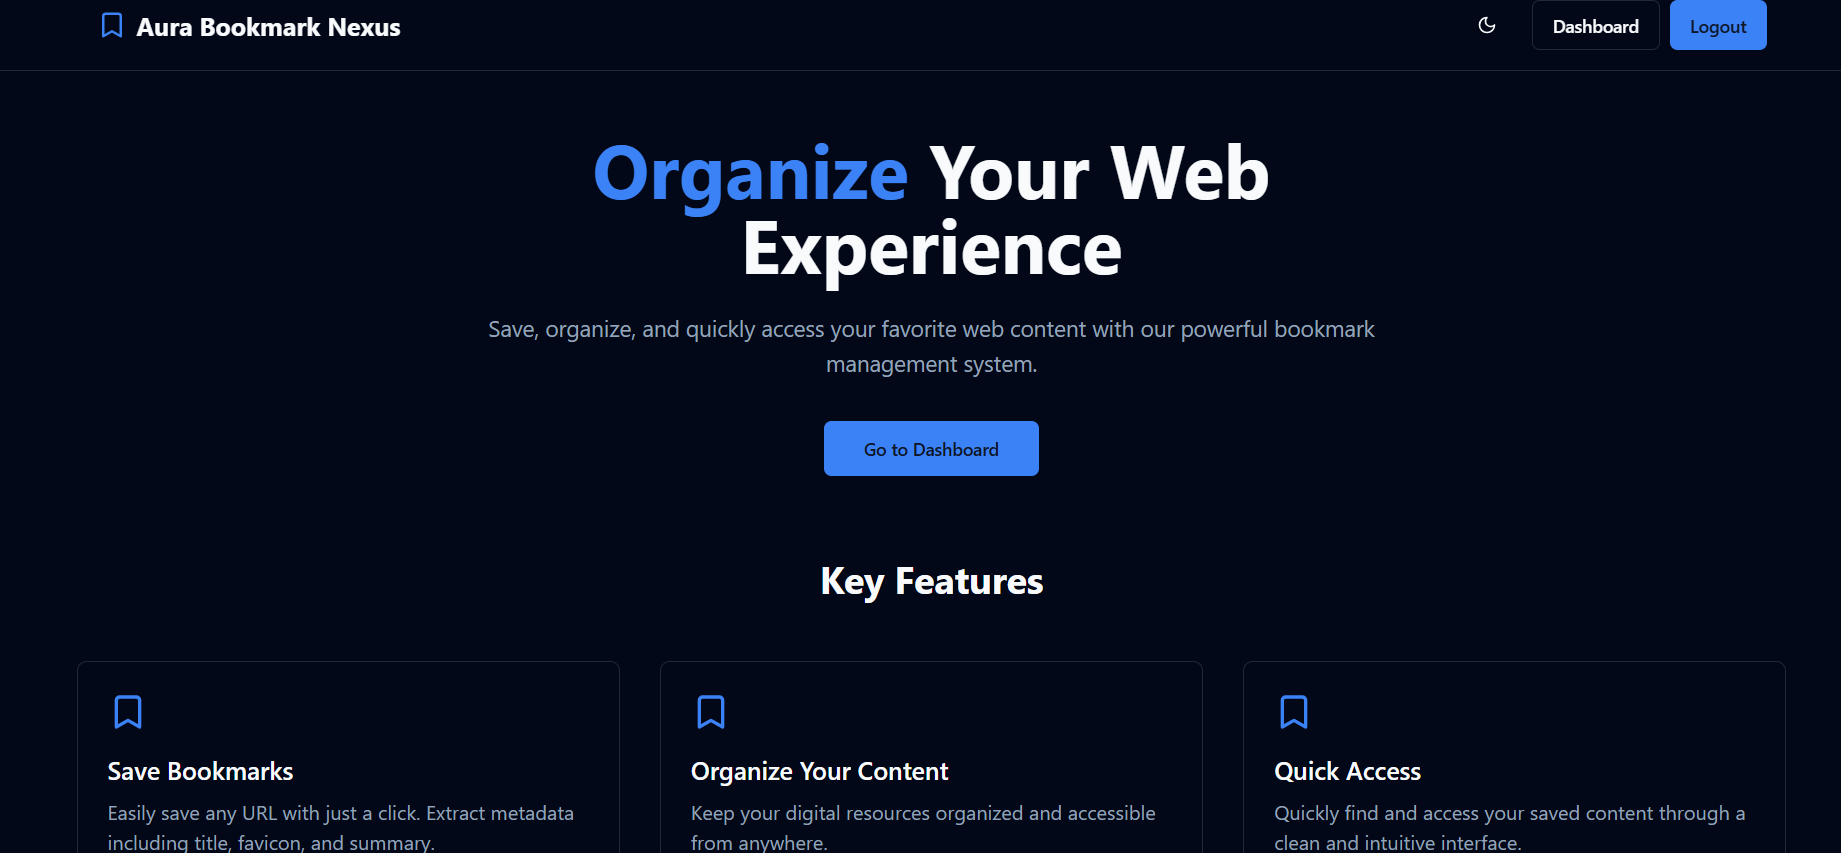 Aura Bookmark Nexus
Dashboard
Logout
Organize Your Web
Experience
Save, organize, and quickly access your favorite web content with our powerful bookmark
management system.
Go to Dashboard
Key Features
Save Bookmarks
Easily save any URL with just a click. Extract metadata
including title, favicon, and summary.
Organize Your Content
Keep your digital resources organized and accessible
from anywhere.
Quick Access
Quickly find and access your saved content through a
clean and intuitive interface.